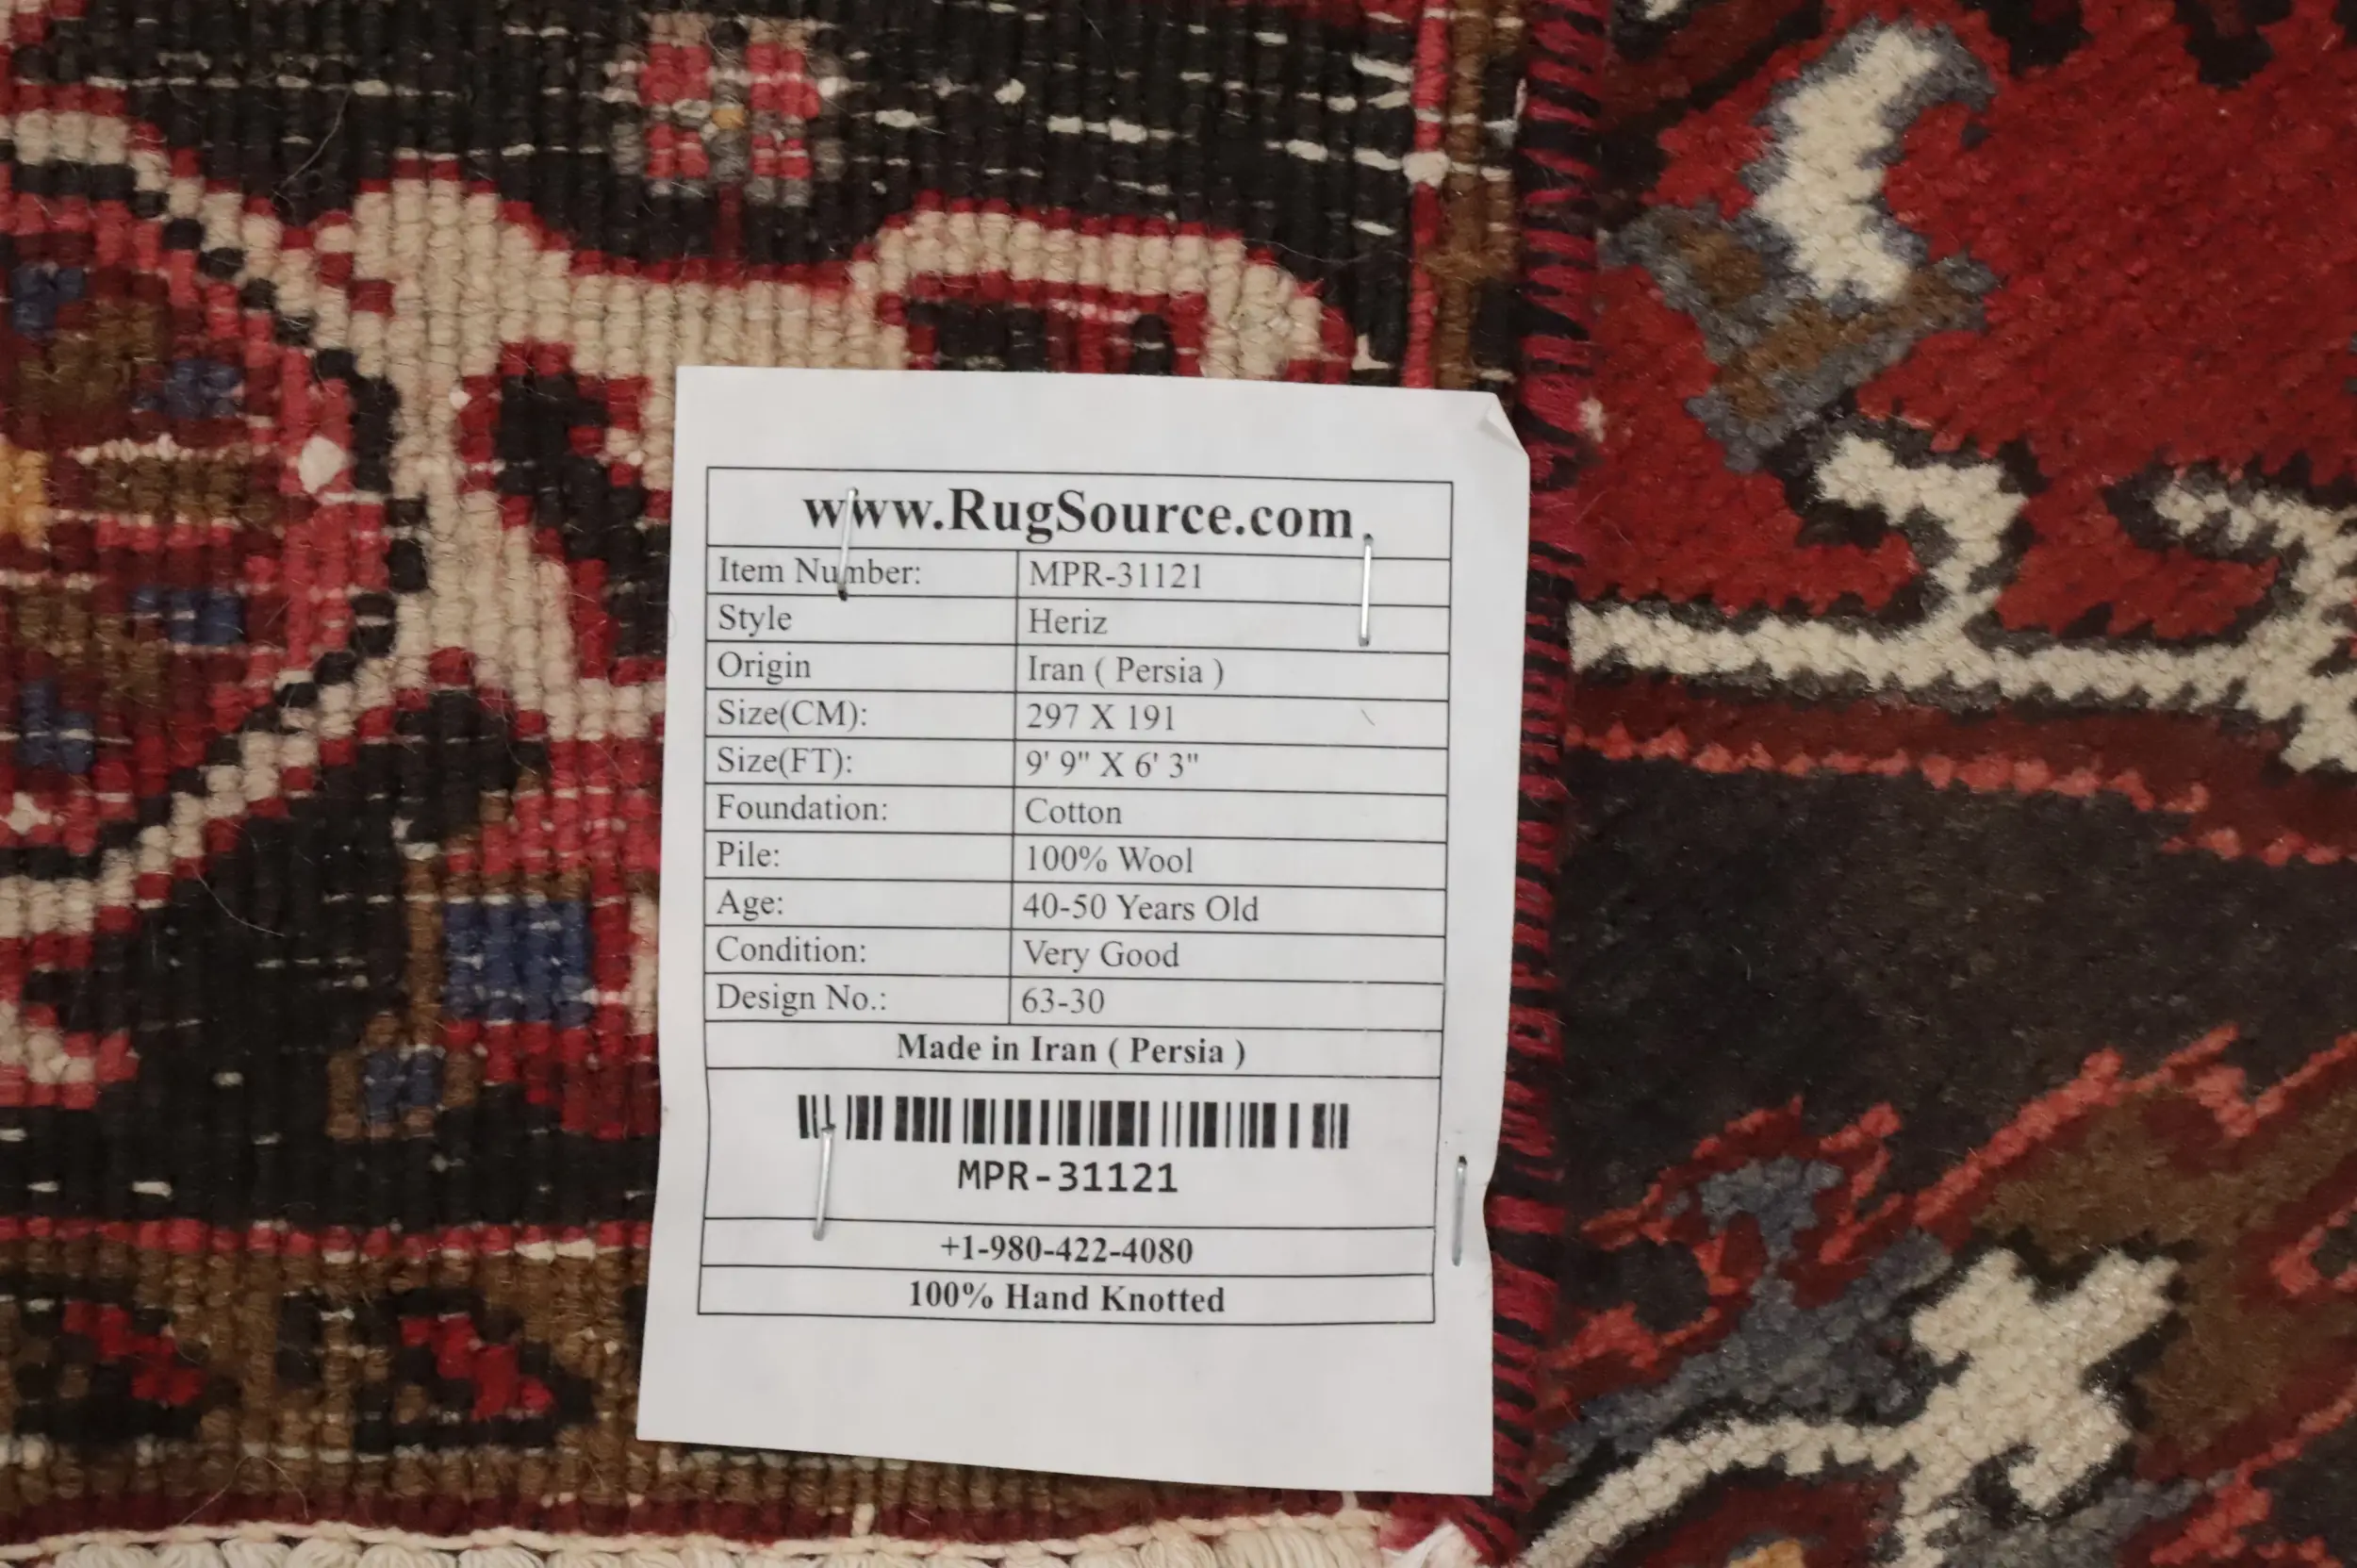 www.RugSource.com
Item Number: MPR-31121
Style Heriz
Origin Iran ( Persia )
Size(CM): 297 X 191
Size(FT): 9' 9" X 6' 3"
Foundation: Cotton
Pile: 100% Wool
Age: 40-50 Years Old
Condition: Very Good
Design No.: 63-30
Made in Iran ( Persia )
MPR-31121
+1-980-422-4080
100% Hand Knotted